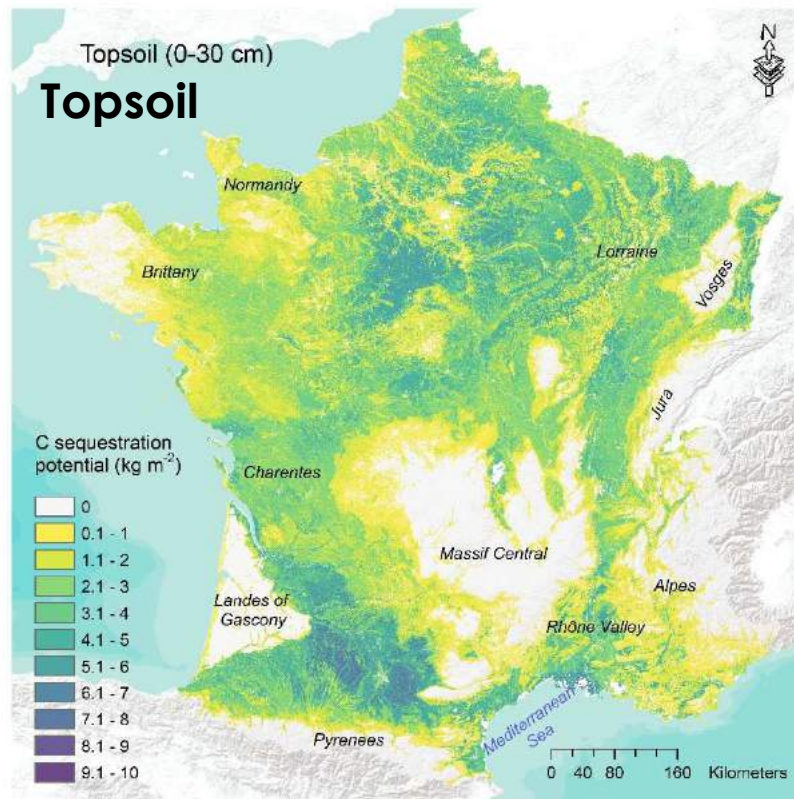 Topsoil (0-30 cm)
Topsoil
N
Normandy
Brittany
Lorraine
Vosges
Jura
C sequestration
potential (kg m⁻²)
0
0.1 - 1
1.1 - 2
2.1 - 3
3.1 - 4
4.1 - 5
5.1 - 6
6.1 - 7
7.1 - 8
8.1 - 9
9.1 - 10
Charentes
Massif Central
Landes of
Gascony
Alpes
Rhône Valley
Pyrenees
Mediterranean
Sea
0 40 80 160 Kilometers